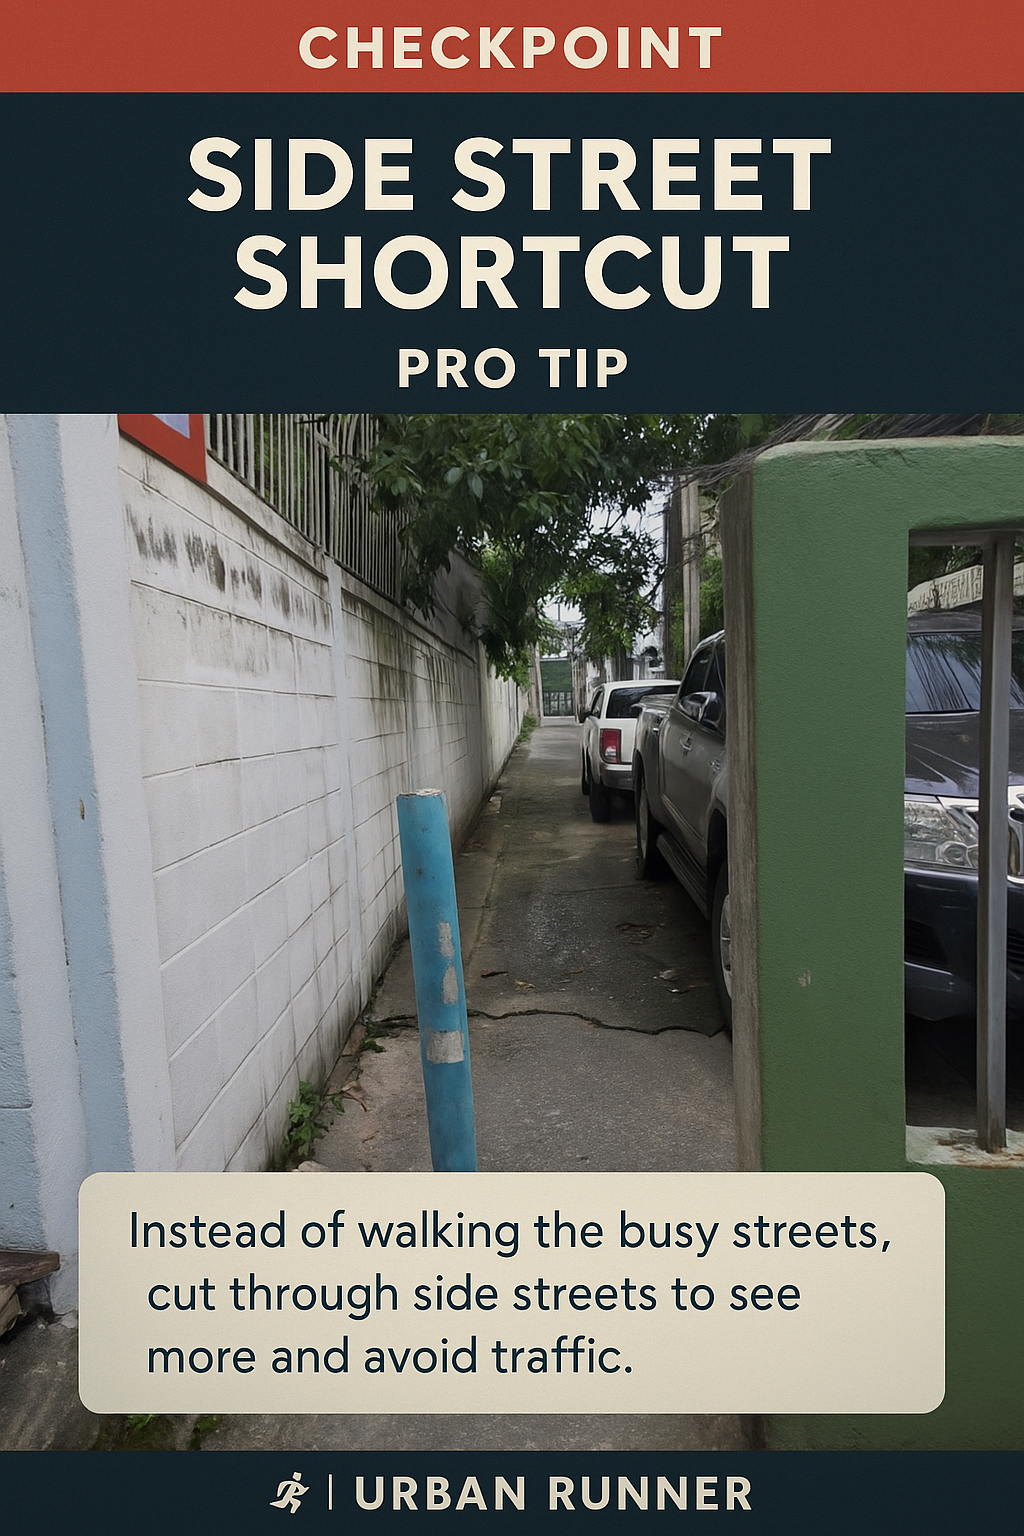 CHECKPOINT
SIDE STREET
SHORTCUT
PRO TIP
Instead of walking the busy streets,
cut through side streets to see
more and avoid traffic.
| URBAN RUNNER